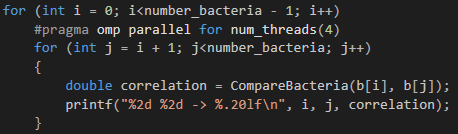 for (int i = 0; i<number_bacteria - 1; i++)
#pragma omp parallel for num_threads(4)
for (int j = i + 1; j<number_bacteria; j++)
{
double correlation = CompareBacteria(b[i], b[j]);
printf("%2d %2d -> %.20lf\n", i, j, correlation);
}